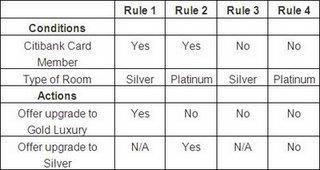 Rule 1 Rule 2 Rule 3 Rule 4
Conditions
Citibank Card Yes Yes No No
Member
Type of Room Silver Platinum Silver Platinum
Actions
Offer upgrade to Yes No No No
Gold Luxury
Offer upgrade to N/A Yes N/A No
Silver